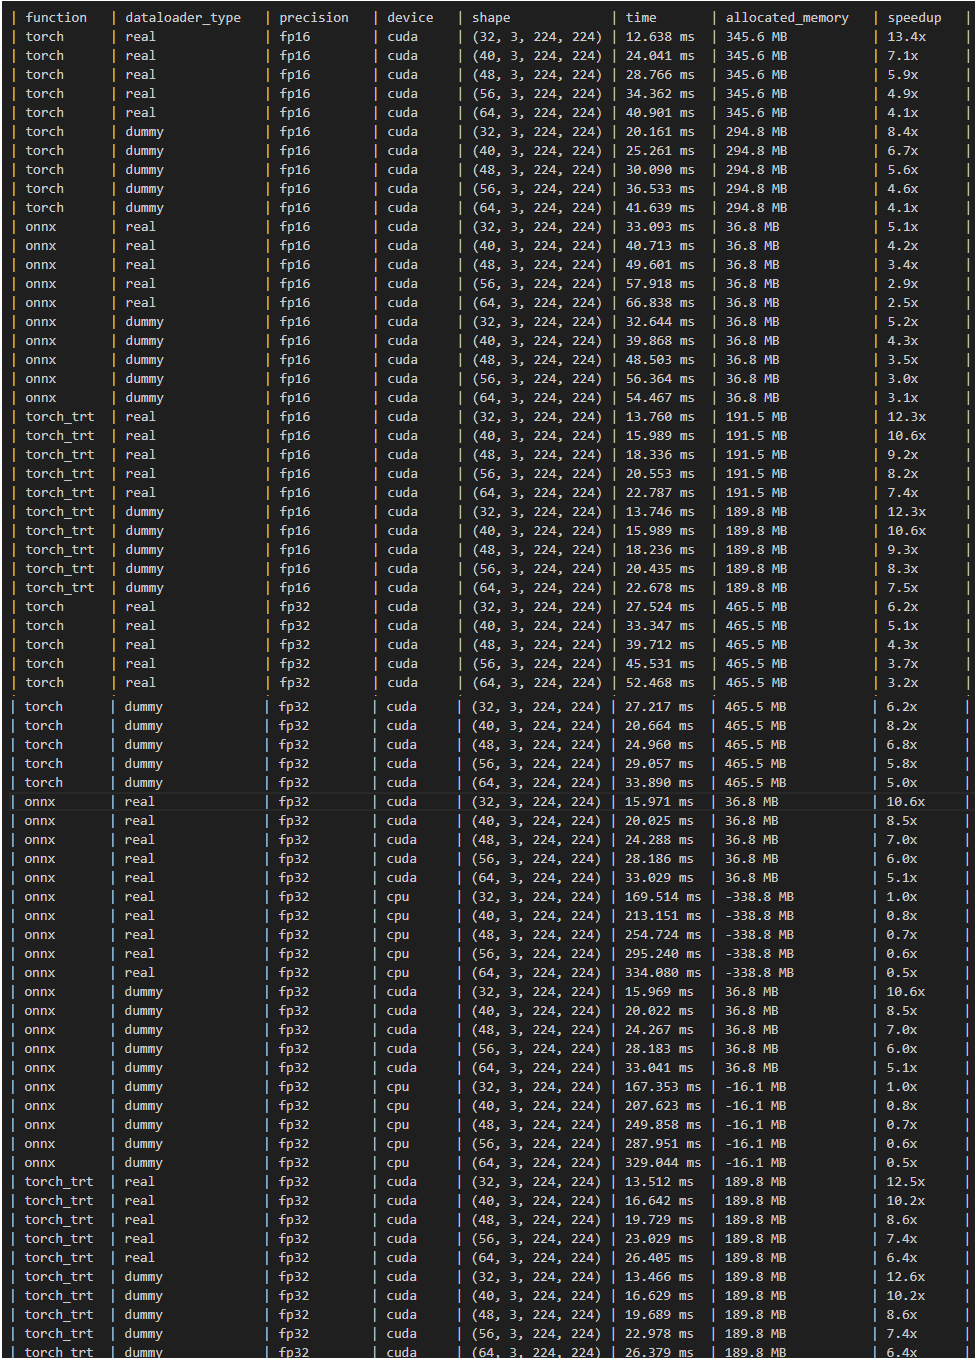 | function | dataloader_type | precision | device | shape | time | allocated_memory | speedup |
| torch | real | fp16 | cuda | (32, 3, 224, 224) | 12.638 ms | 345.6 MB | 13.4x |
| torch | real | fp16 | cuda | (40, 3, 224, 224) | 24.041 ms | 345.6 MB | 7.1x |
| torch | real | fp16 | cuda | (48, 3, 224, 224) | 28.766 ms | 345.6 MB | 5.9x |
| torch | real | fp16 | cuda | (56, 3, 224, 224) | 34.362 ms | 345.6 MB | 4.9x |
| torch | real | fp16 | cuda | (64, 3, 224, 224) | 40.901 ms | 345.6 MB | 4.1x |
| torch | dummy | fp16 | cuda | (32, 3, 224, 224) | 20.161 ms | 294.8 MB | 8.4x |
| torch | dummy | fp16 | cuda | (40, 3, 224, 224) | 25.261 ms | 294.8 MB | 6.7x |
| torch | dummy | fp16 | cuda | (48, 3, 224, 224) | 30.090 ms | 294.8 MB | 5.6x |
| torch | dummy | fp16 | cuda | (56, 3, 224, 224) | 36.533 ms | 294.8 MB | 4.6x |
| torch | dummy | fp16 | cuda | (64, 3, 224, 224) | 41.639 ms | 294.8 MB | 4.1x |
| onnx | real | fp16 | cuda | (32, 3, 224, 224) | 33.093 ms | 36.8 MB | 5.1x |
| onnx | real | fp16 | cuda | (40, 3, 224, 224) | 40.713 ms | 36.8 MB | 4.2x |
| onnx | real | fp16 | cuda | (48, 3, 224, 224) | 49.601 ms | 36.8 MB | 3.4x |
| onnx | real | fp16 | cuda | (56, 3, 224, 224) | 57.918 ms | 36.8 MB | 2.9x |
| onnx | real | fp16 | cuda | (64, 3, 224, 224) | 66.838 ms | 36.8 MB | 2.5x |
| onnx | dummy | fp16 | cuda | (32, 3, 224, 224) | 32.644 ms | 36.8 MB | 5.2x |
| onnx | dummy | fp16 | cuda | (40, 3, 224, 224) | 39.868 ms | 36.8 MB | 4.3x |
| onnx | dummy | fp16 | cuda | (48, 3, 224, 224) | 48.503 ms | 36.8 MB | 3.5x |
| onnx | dummy | fp16 | cuda | (56, 3, 224, 224) | 56.364 ms | 36.8 MB | 3.0x |
| onnx | dummy | fp16 | cuda | (64, 3, 224, 224) | 54.467 ms | 36.8 MB | 3.1x |
| torch_trt | real | fp16 | cuda | (32, 3, 224, 224) | 13.760 ms | 191.5 MB | 12.3x |
| torch_trt | real | fp16 | cuda | (40, 3, 224, 224) | 15.989 ms | 191.5 MB | 10.6x |
| torch_trt | real | fp16 | cuda | (48, 3, 224, 224) | 18.336 ms | 191.5 MB | 9.2x |
| torch_trt | real | fp16 | cuda | (56, 3, 224, 224) | 20.553 ms | 191.5 MB | 8.2x |
| torch_trt | real | fp16 | cuda | (64, 3, 224, 224) | 22.787 ms | 191.5 MB | 7.4x |
| torch_trt | dummy | fp16 | cuda | (32, 3, 224, 224) | 13.746 ms | 189.8 MB | 12.3x |
| torch_trt | dummy | fp16 | cuda | (40, 3, 224, 224) | 15.989 ms | 189.8 MB | 10.6x |
| torch_trt | dummy | fp16 | cuda | (48, 3, 224, 224) | 18.236 ms | 189.8 MB | 9.3x |
| torch_trt | dummy | fp16 | cuda | (56, 3, 224, 224) | 20.435 ms | 189.8 MB | 8.3x |
| torch_trt | dummy | fp16 | cuda | (64, 3, 224, 224) | 22.678 ms | 189.8 MB | 7.5x |
| torch | real | fp32 | cuda | (32, 3, 224, 224) | 27.524 ms | 465.5 MB | 6.2x |
| torch | real | fp32 | cuda | (40, 3, 224, 224) | 33.347 ms | 465.5 MB | 5.1x |
| torch | real | fp32 | cuda | (48, 3, 224, 224) | 39.712 ms | 465.5 MB | 4.3x |
| torch | real | fp32 | cuda | (56, 3, 224, 224) | 45.531 ms | 465.5 MB | 3.7x |
| torch | real | fp32 | cuda | (64, 3, 224, 224) | 52.468 ms | 465.5 MB | 3.2x |
| torch | dummy | fp32 | cuda | (32, 3, 224, 224) | 27.217 ms | 465.5 MB | 6.2x |
| torch | dummy | fp32 | cuda | (40, 3, 224, 224) | 20.664 ms | 465.5 MB | 8.2x |
| torch | dummy | fp32 | cuda | (48, 3, 224, 224) | 24.960 ms | 465.5 MB | 6.8x |
| torch | dummy | fp32 | cuda | (56, 3, 224, 224) | 29.057 ms | 465.5 MB | 5.8x |
| torch | dummy | fp32 | cuda | (64, 3, 224, 224) | 33.890 ms | 465.5 MB | 5.0x |
| onnx | real | fp32 | cuda | (32, 3, 224, 224) | 15.971 ms | 36.8 MB | 10.6x |
| onnx | real | fp32 | cuda | (40, 3, 224, 224) | 20.025 ms | 36.8 MB | 8.5x |
| onnx | real | fp32 | cuda | (48, 3, 224, 224) | 24.288 ms | 36.8 MB | 7.0x |
| onnx | real | fp32 | cuda | (56, 3, 224, 224) | 28.186 ms | 36.8 MB | 6.0x |
| onnx | real | fp32 | cuda | (64, 3, 224, 224) | 33.029 ms | 36.8 MB | 5.1x |
| onnx | real | fp32 | cpu | (32, 3, 224, 224) | 169.514 ms | -338.8 MB | 1.0x |
| onnx | real | fp32 | cpu | (40, 3, 224, 224) | 213.151 ms | -338.8 MB | 0.8x |
| onnx | real | fp32 | cpu | (48, 3, 224, 224) | 254.724 ms | -338.8 MB | 0.7x |
| onnx | real | fp32 | cpu | (56, 3, 224, 224) | 295.240 ms | -338.8 MB | 0.6x |
| onnx | real | fp32 | cpu | (64, 3, 224, 224) | 334.080 ms | -338.8 MB | 0.5x |
| onnx | dummy | fp32 | cuda | (32, 3, 224, 224) | 15.969 ms | 36.8 MB | 10.6x |
| onnx | dummy | fp32 | cuda | (40, 3, 224, 224) | 20.022 ms | 36.8 MB | 8.5x |
| onnx | dummy | fp32 | cuda | (48, 3, 224, 224) | 24.267 ms | 36.8 MB | 7.0x |
| onnx | dummy | fp32 | cuda | (56, 3, 224, 224) | 28.183 ms | 36.8 MB | 6.0x |
| onnx | dummy | fp32 | cuda | (64, 3, 224, 224) | 33.041 ms | 36.8 MB | 5.1x |
| onnx | dummy | fp32 | cpu | (32, 3, 224, 224) | 167.353 ms | -16.1 MB | 1.0x |
| onnx | dummy | fp32 | cpu | (40, 3, 224, 224) | 207.623 ms | -16.1 MB | 0.8x |
| onnx | dummy | fp32 | cpu | (48, 3, 224, 224) | 249.858 ms | -16.1 MB | 0.7x |
| onnx | dummy | fp32 | cpu | (56, 3, 224, 224) | 287.951 ms | -16.1 MB | 0.6x |
| onnx | dummy | fp32 | cpu | (64, 3, 224, 224) | 329.044 ms | -16.1 MB | 0.5x |
| torch_trt | real | fp32 | cuda | (32, 3, 224, 224) | 13.512 ms | 189.8 MB | 12.5x |
| torch_trt | real | fp32 | cuda | (40, 3, 224, 224) | 16.642 ms | 189.8 MB | 10.2x |
| torch_trt | real | fp32 | cuda | (48, 3, 224, 224) | 19.729 ms | 189.8 MB | 8.6x |
| torch_trt | real | fp32 | cuda | (56, 3, 224, 224) | 23.029 ms | 189.8 MB | 7.4x |
| torch_trt | real | fp32 | cuda | (64, 3, 224, 224) | 26.405 ms | 189.8 MB | 6.4x |
| torch_trt | dummy | fp32 | cuda | (32, 3, 224, 224) | 13.466 ms | 189.8 MB | 12.6x |
| torch_trt | dummy | fp32 | cuda | (40, 3, 224, 224) | 16.629 ms | 189.8 MB | 10.2x |
| torch_trt | dummy | fp32 | cuda | (48, 3, 224, 224) | 19.689 ms | 189.8 MB | 8.6x |
| torch_trt | dummy | fp32 | cuda | (56, 3, 224, 224) | 22.978 ms | 189.8 MB | 7.4x |
| torch_trt | dummy | fp32 | cuda | (64, 3, 224, 224) | 26.379 ms | 189.8 MB | 6.4x |